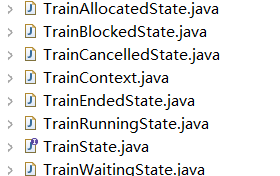 TrainAllocatedState.java
TrainBlockedState.java
TrainCancelledState.java
TrainContext.java
TrainEndedState.java
TrainRunningState.java
TrainState.java
TrainWaitingState.java